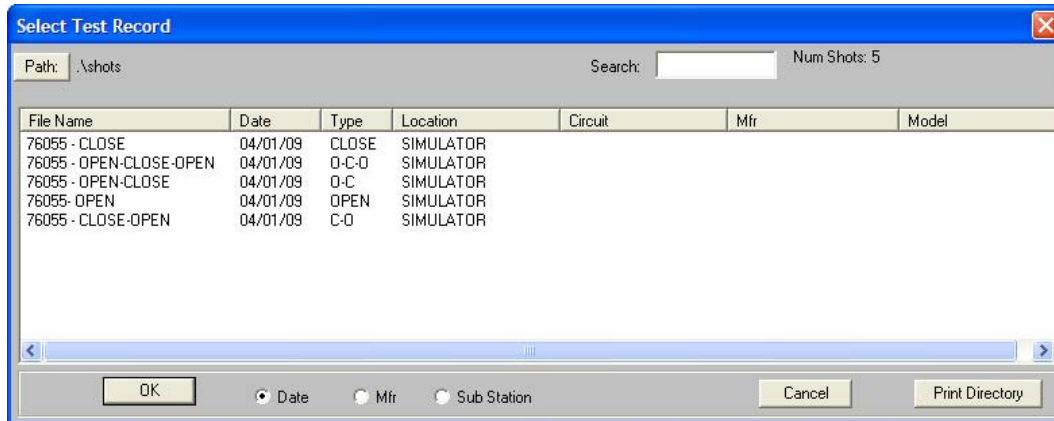 Select Test Record
Path: .\shots Search: Num Shots: 5
File Name Date Type Location Circuit Mfr Model
76055 - CLOSE 04/01/09 CLOSE SIMULATOR
76055 - OPEN-CLOSE-OPEN 04/01/09 O-C-O SIMULATOR
76055 - OPEN-CLOSE 04/01/09 O-C SIMULATOR
76055- OPEN 04/01/09 OPEN SIMULATOR
76055 - CLOSE-OPEN 04/01/09 C-O SIMULATOR
OK Date Mfr Sub Station Cancel Print Directory